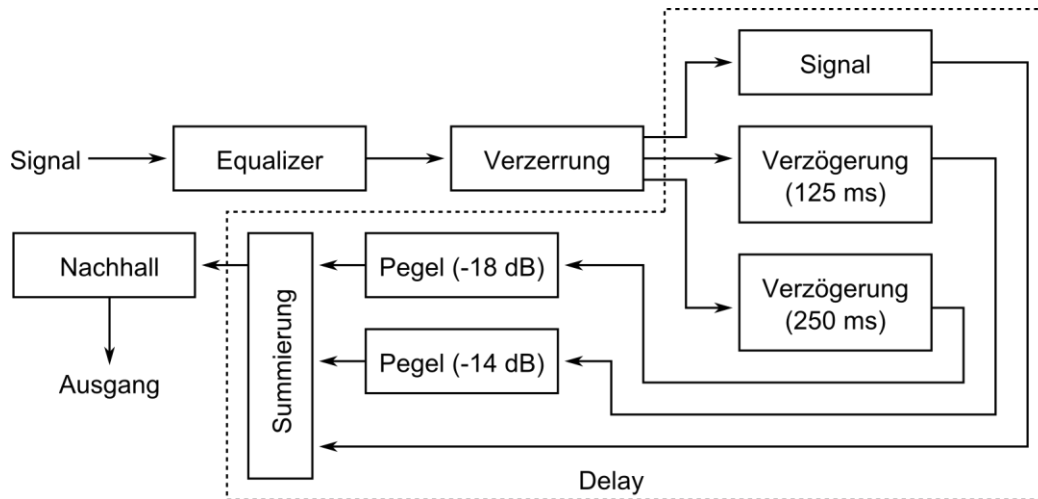 Signal
Signal
Equalizer
Verzerrung
Verzögerung
(125 ms)
Nachhall
Pegel (-18 dB)
Verzögerung
(250 ms)
Summierung
Pegel (-14 dB)
Ausgang
Delay